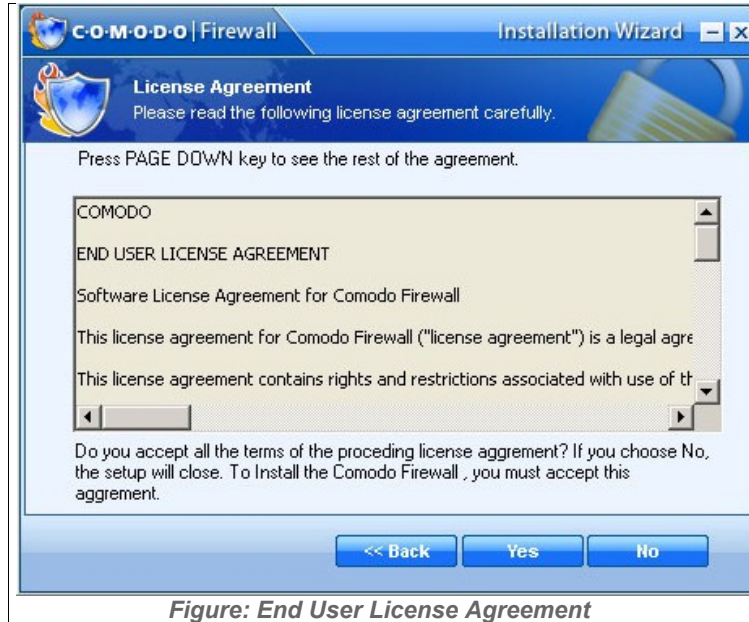 C·O·M·O·D·O | Firewall
Installation Wizard
License Agreement
Please read the following license agreement carefully.
Press PAGE DOWN key to see the rest of the agreement.
COMODO
END USER LICENSE AGREEMENT
Software License Agreement for Comodo Firewall
This license agreement for Comodo Firewall ("license agreement") is a legal agre
This license agreement contains rights and restrictions associated with use of th
Do you accept all the terms of the proceding license aggrement? If you choose No,
the setup will close. To Install the Comodo Firewall , you must accept this
aggrement.
<< Back
Yes
No
Figure: End User License Agreement